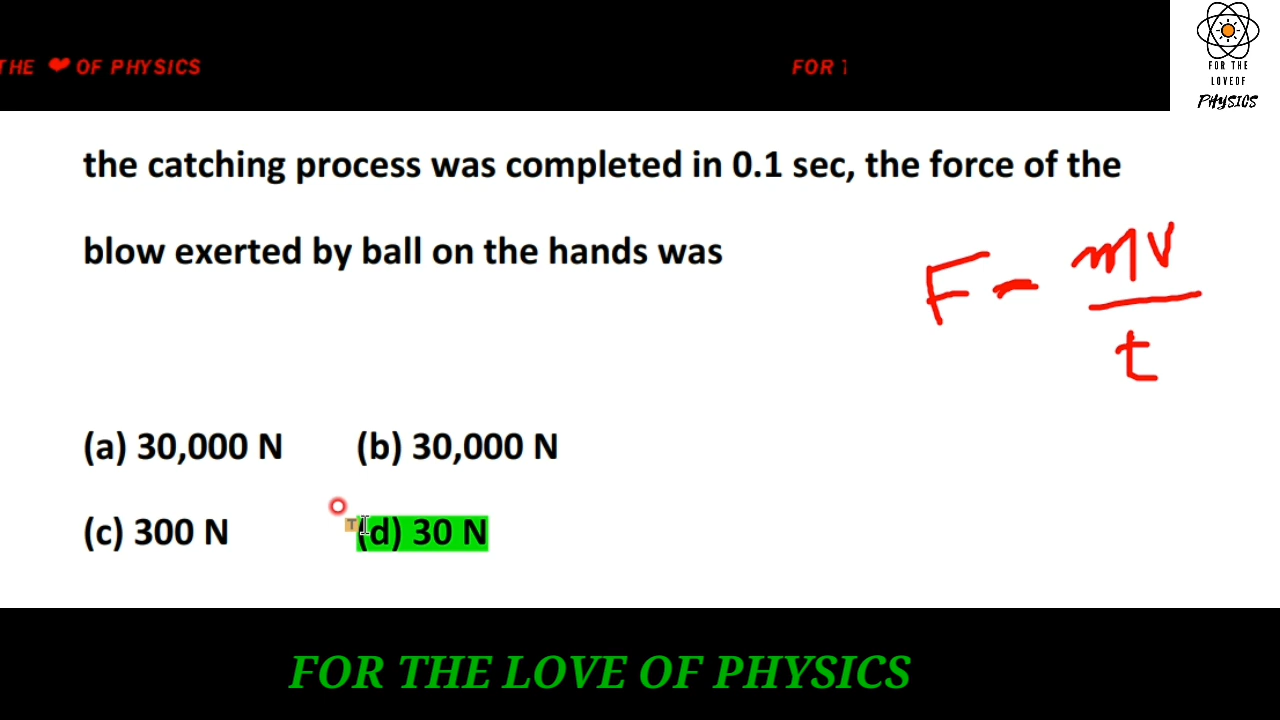 THE ❤ OF PHYSICS
FOR
FOR THE
LOVEOF
PHYSICS
the catching process was completed in 0.1 sec, the force of the
blow exerted by ball on the hands was
F = mv
t
(a) 30,000 N (b) 30,000 N
(c) 300 N (d) 30 N
FOR THE LOVE OF PHYSICS